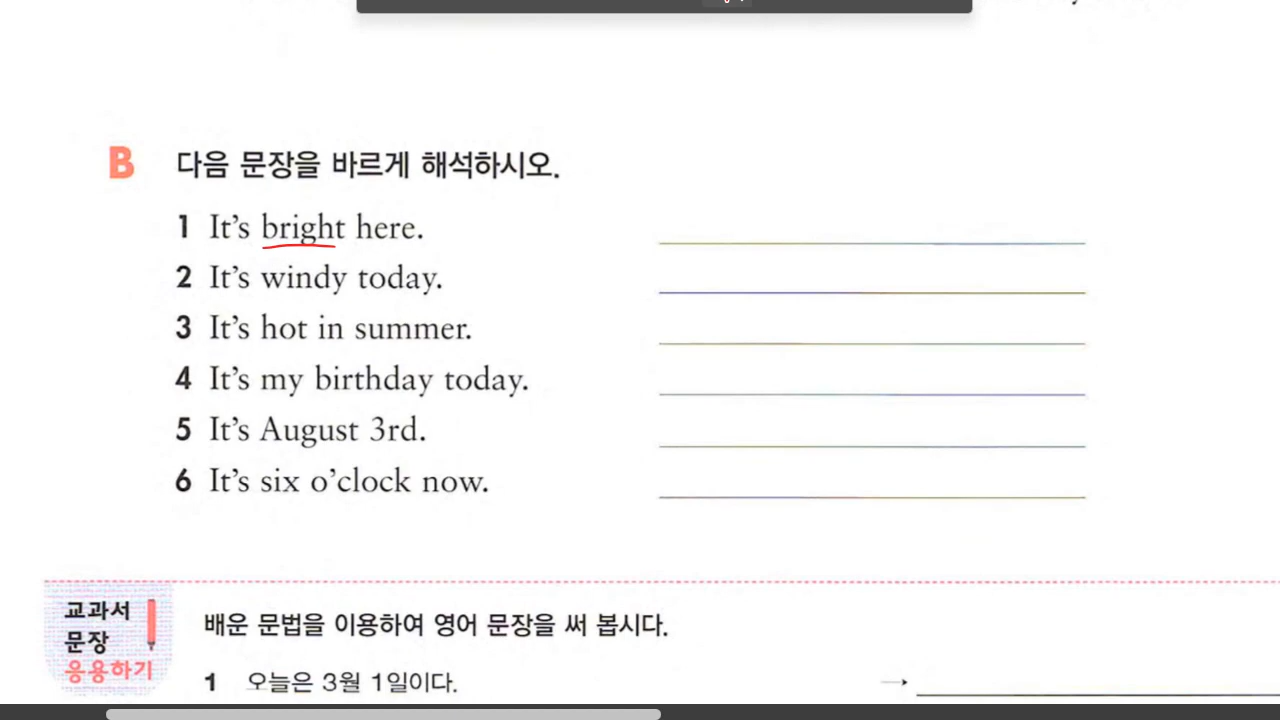 B 다음 문장을 바르게 해석하시오.
1 It's bright here.
2 It's windy today.
3 It's hot in summer.
4 It's my birthday today.
5 It's August 3rd.
6 It's six o'clock now.
교과서
문장
응용하기
배운 문법을 이용하여 영어 문장을 써 봅시다.
1 오늘은 3월 1일이다. →